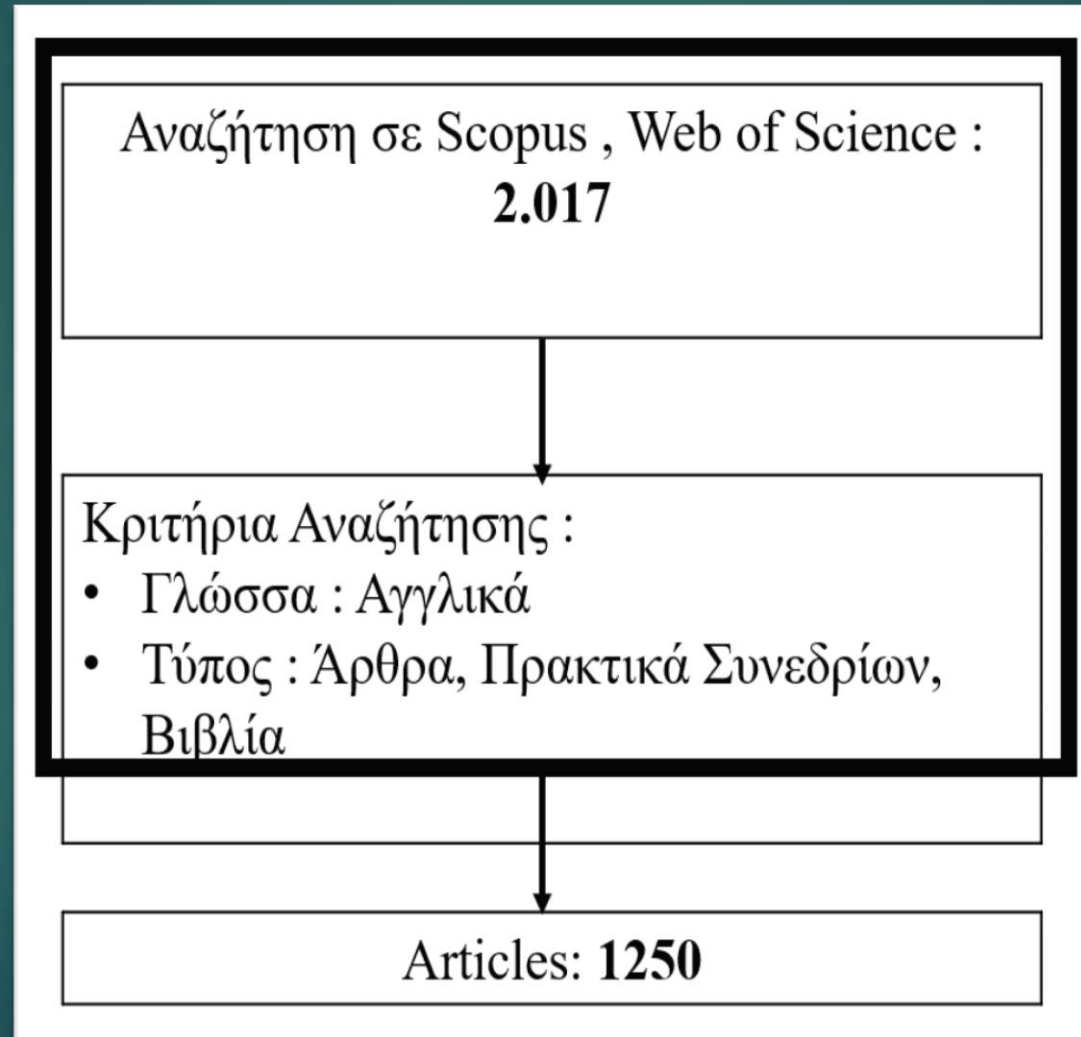 Αναζήτηση σε Scopus , Web of Science :
2.017
Κριτήρια Αναζήτησης :
• Γλώσσα : Αγγλικά
• Τύπος : Άρθρα, Πρακτικά Συνεδρίων,
Βιβλία
Articles: 1250